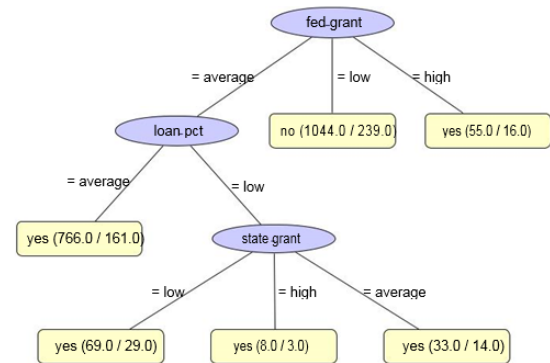 fed-grant
= average
= low
= high
loan-pct
no (1044.0 / 239.0)
yes (55.0 / 16.0)
= average
= low
yes (766.0 / 161.0)
state grant
= low
= high
= average
yes (69.0 / 29.0)
yes (8.0 / 3.0)
yes (33.0 / 14.0)